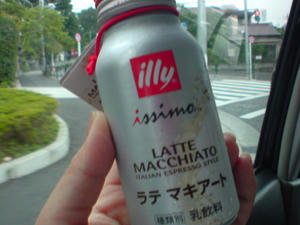 illy
issimo
LATTE
MACCHIATO
ITALIAN ESPRESSO STYLE
ラテ マキアート
種類別 乳飲料